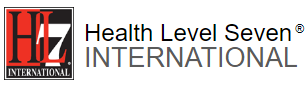 HL7
INTERNATIONAL
Health Level Seven®
INTERNATIONAL